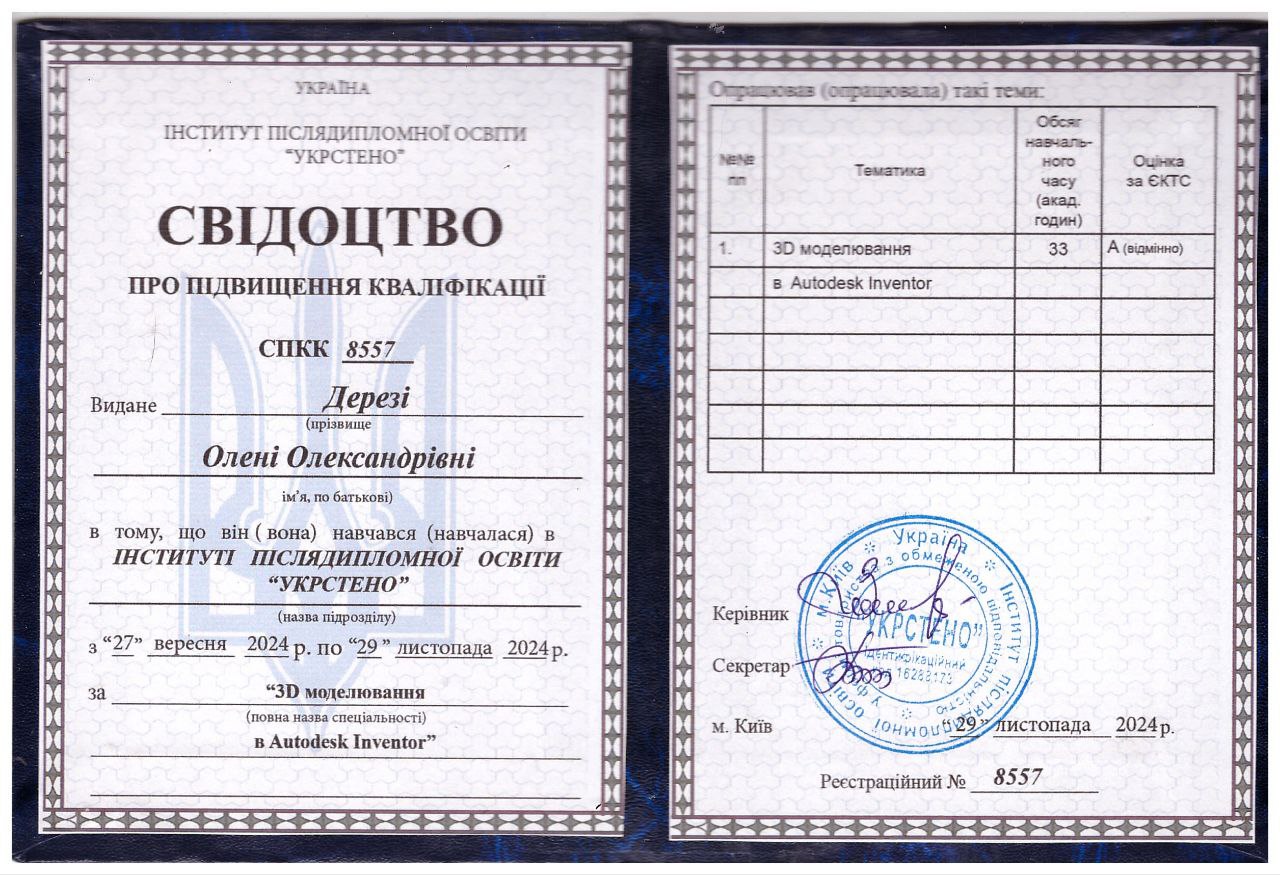 УКРАЇНА
ІНСТИТУТ ПІСЛЯДИПЛОМНОЇ ОСВІТИ
“УКРСТЕНО”
СВІДОЦТВО
ПРО ПІДВИЩЕННЯ КВАЛІФІКАЦІЇ
СПКК 8557
Видане Дерезі
(прізвище
Олені Олександрівні
ім’я, по батькові)
в тому, що він ( вона) навчався (навчалася) в
ІНСТИТУТІ ПІСЛЯДИПЛОМНОЇ ОСВІТИ
“УКРСТЕНО”
(назва підрозділу)
з “27” вересня 2024 р. по “29 ” листопада 2024 р.
за “3D моделювання
(повна назва спеціальності)
в Autodesk Inventor”
Опрацював (опрацювала) такі теми:
№№ пп
Тематика
Обсяг навчаль-ного часу (акад. годин)
Оцінка за ЄКТС
1. 3D моделювання 33 А (відмінно)
в Autodesk Inventor
Керівник
Секретар
м. Київ “ 29 ” листопада 2024 р.
Реєстраційний № 8557
Україна
Інститут післядипломної освіти
м. Київ
з обмеженою відповідальністю
УКРСТЕНО”
ідентифікаційний
16288173